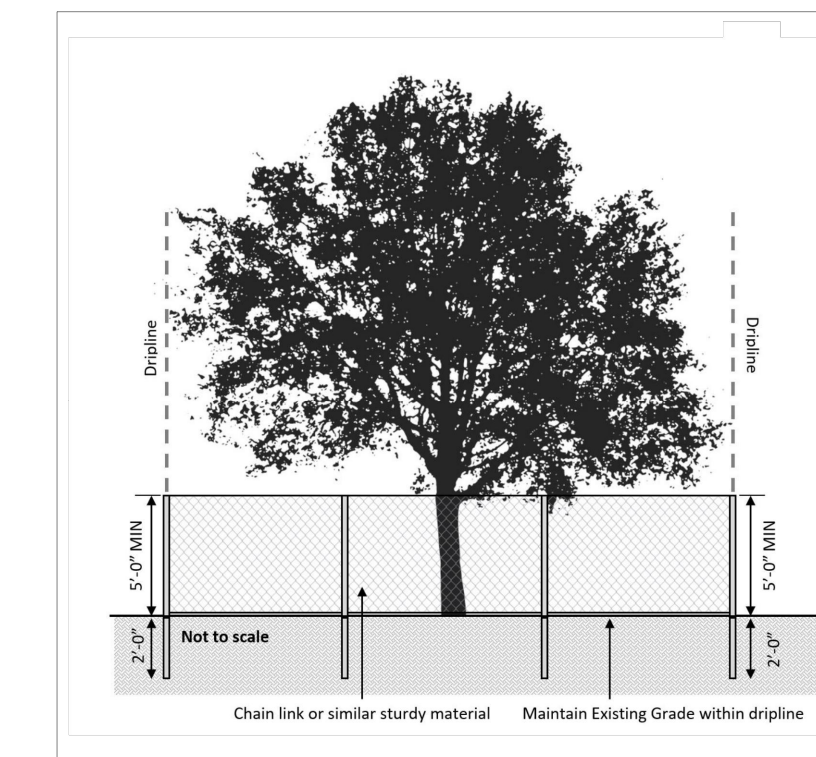 Dripline
Dripline
5’-0” MIN
5’-0” MIN
Not to scale
2’-0”
2’-0”
Chain link or similar sturdy material
Maintain Existing Grade within dripline